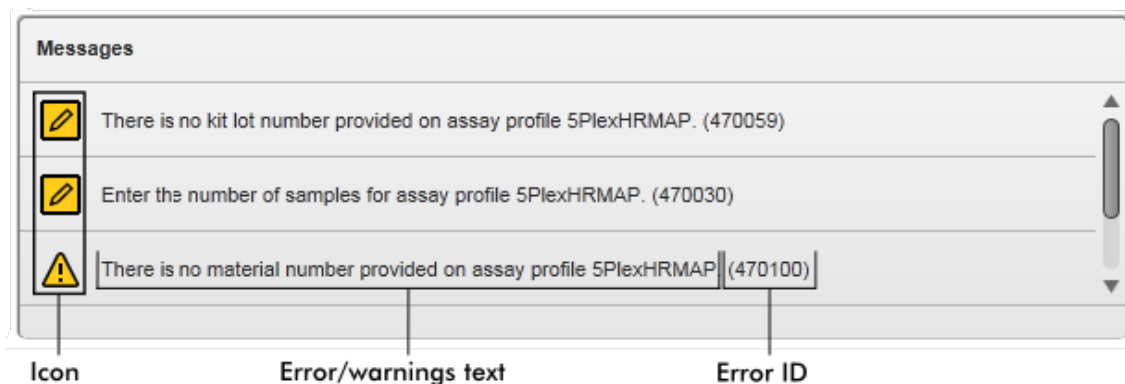 Messages
There is no kit lot number provided on assay profile 5PlexHRMAP. (470059)
Enter the number of samples for assay profile 5PlexHRMAP. (470030)
There is no material number provided on assay profile 5PlexHRMAP. (470100)
Icon Error/warnings text Error ID